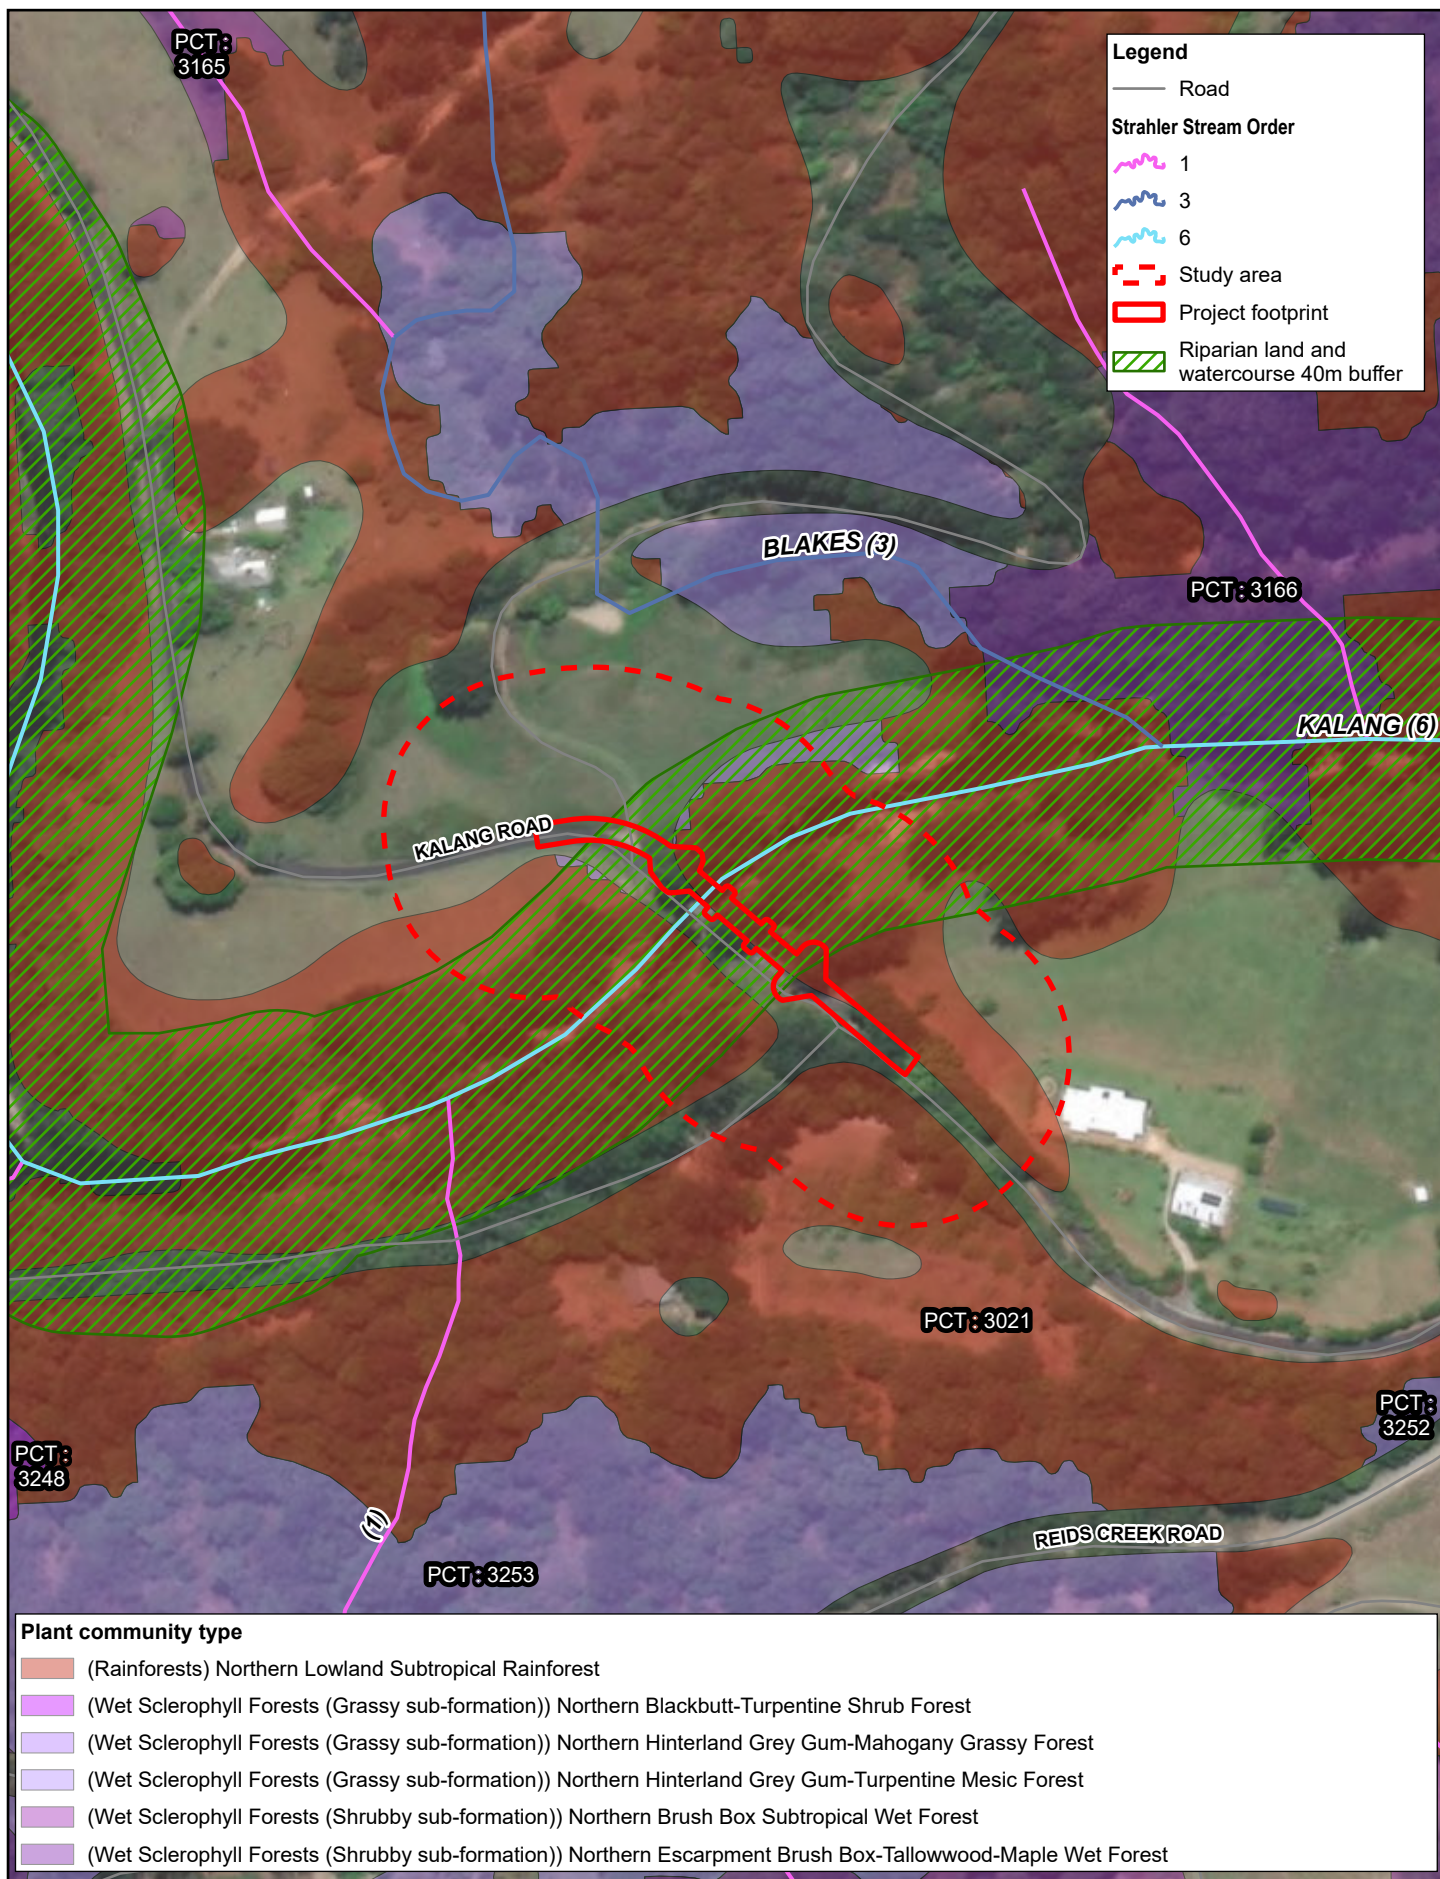 PCT:
3165
Legend
Road
Strahler Stream Order
1
3
6
Study area
Project footprint
Riparian land and
watercourse 40m buffer
BLAKES (3)
PCT:3166
KALANG (6)
KALANG ROAD
PCT:3021
PCT:
3252
PCT:
3248
(1)
REIDS CREEK ROAD
PCT:3253
Plant community type
(Rainforests) Northern Lowland Subtropical Rainforest
(Wet Sclerophyll Forests (Grassy sub-formation)) Northern Blackbutt-Turpentine Shrub Forest
(Wet Sclerophyll Forests (Grassy sub-formation)) Northern Hinterland Grey Gum-Mahogany Grassy Forest
(Wet Sclerophyll Forests (Grassy sub-formation)) Northern Hinterland Grey Gum-Turpentine Mesic Forest
(Wet Sclerophyll Forests (Shrubby sub-formation)) Northern Brush Box Subtropical Wet Forest
(Wet Sclerophyll Forests (Shrubby sub-formation)) Northern Escarpment Brush Box-Tallowwood-Maple Wet Forest